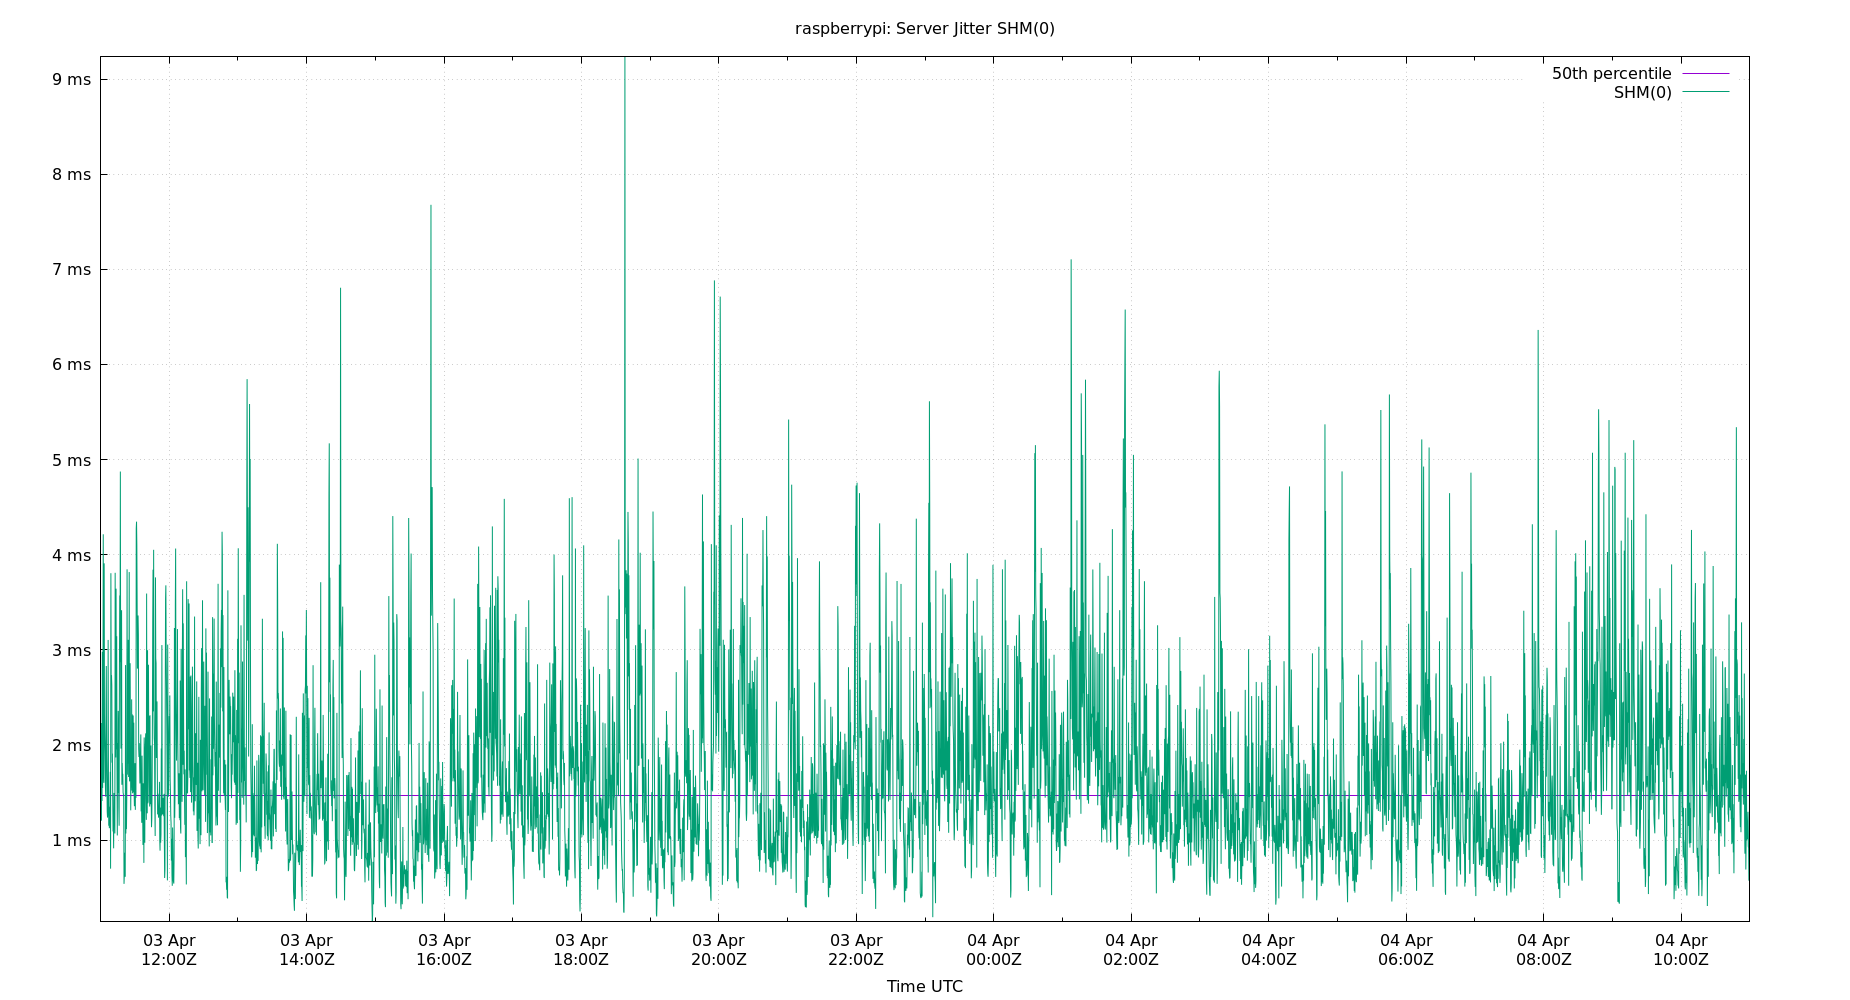 raspberrypi: Server Jitter SHM(0)
50th percentile
SHM(0)
9 ms
8 ms
7 ms
6 ms
5 ms
4 ms
3 ms
2 ms
1 ms
03 Apr 03 Apr 03 Apr 03 Apr 03 Apr 03 Apr 04 Apr 04 Apr 04 Apr 04 Apr 04 Apr 04 Apr
12:00Z 14:00Z 16:00Z 18:00Z 20:00Z 22:00Z 00:00Z 02:00Z 04:00Z 06:00Z 08:00Z 10:00Z
Time UTC